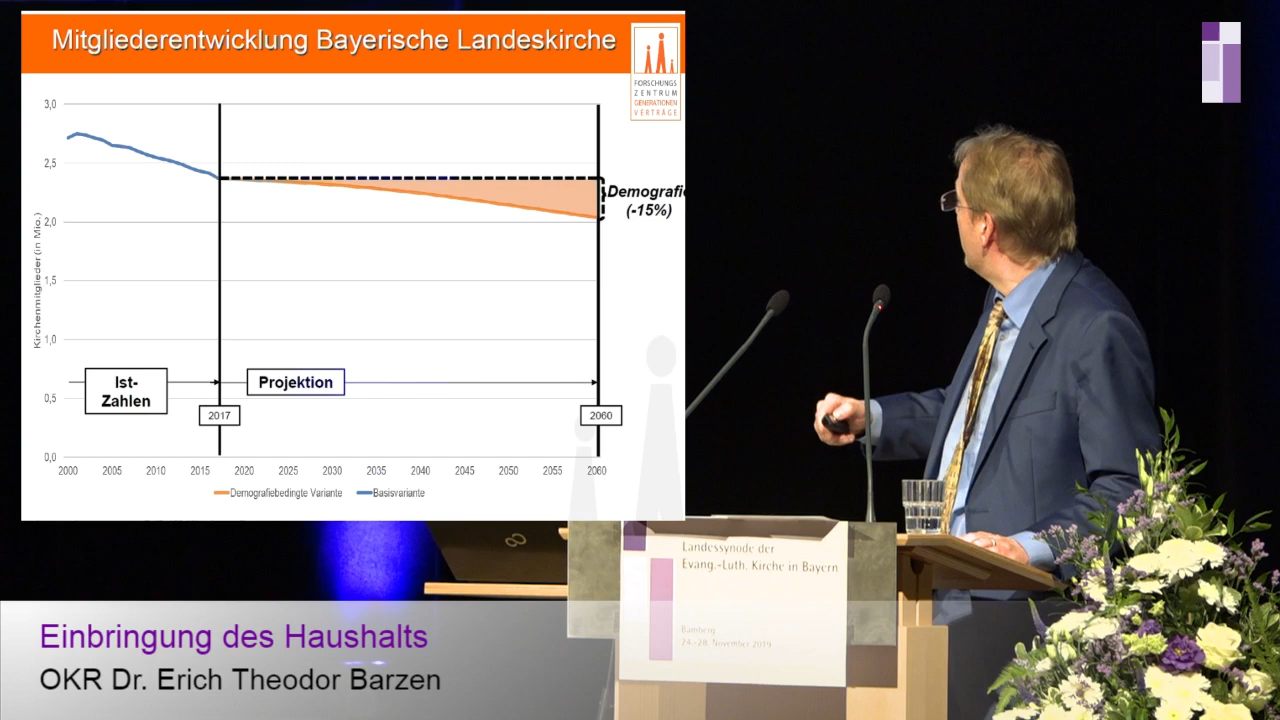 Mitgliederentwicklung Bayerische Landeskirche
FORSCHUNGS
ZENTRUM
GENERATIONEN
VERTRÄGE
Kirchenmitglieder (in Mio.)
3,0
2,5
2,0
1,5
1,0
0,5
0,0
Demografie
(-15%)
Ist-
Zahlen
Projektion
2017
2060
2000 2005 2010 2015 2020 2025 2030 2035 2040 2045 2050 2055 2060
Demografiebedingte Variante Basisvariante
Landessynode der
Evang.-Luth. Kirche in Bayern
Bamberg
24.-28. November 2019
Einbringung des Haushalts
OKR Dr. Erich Theodor Barzen